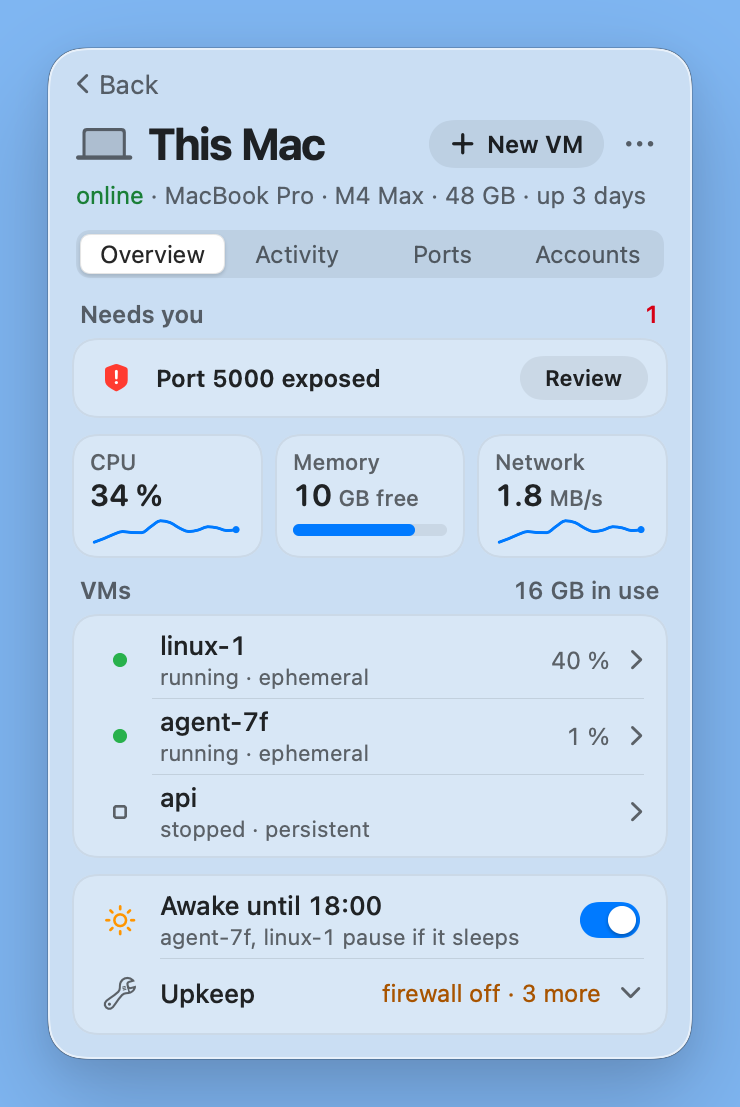 Back
This Mac
New VM
online · MacBook Pro · M4 Max · 48 GB · up 3 days
Overview Activity Ports Accounts
Needs you 1
Port 5000 exposed Review
CPU Memory Network
34 % 10 GB free 1.8 MB/s
VMs 16 GB in use
linux-1
running · ephemeral 40 %
agent-7f
running · ephemeral 1 %
api
stopped · persistent
Awake until 18:00
agent-7f, linux-1 pause if it sleeps
Upkeep firewall off · 3 more